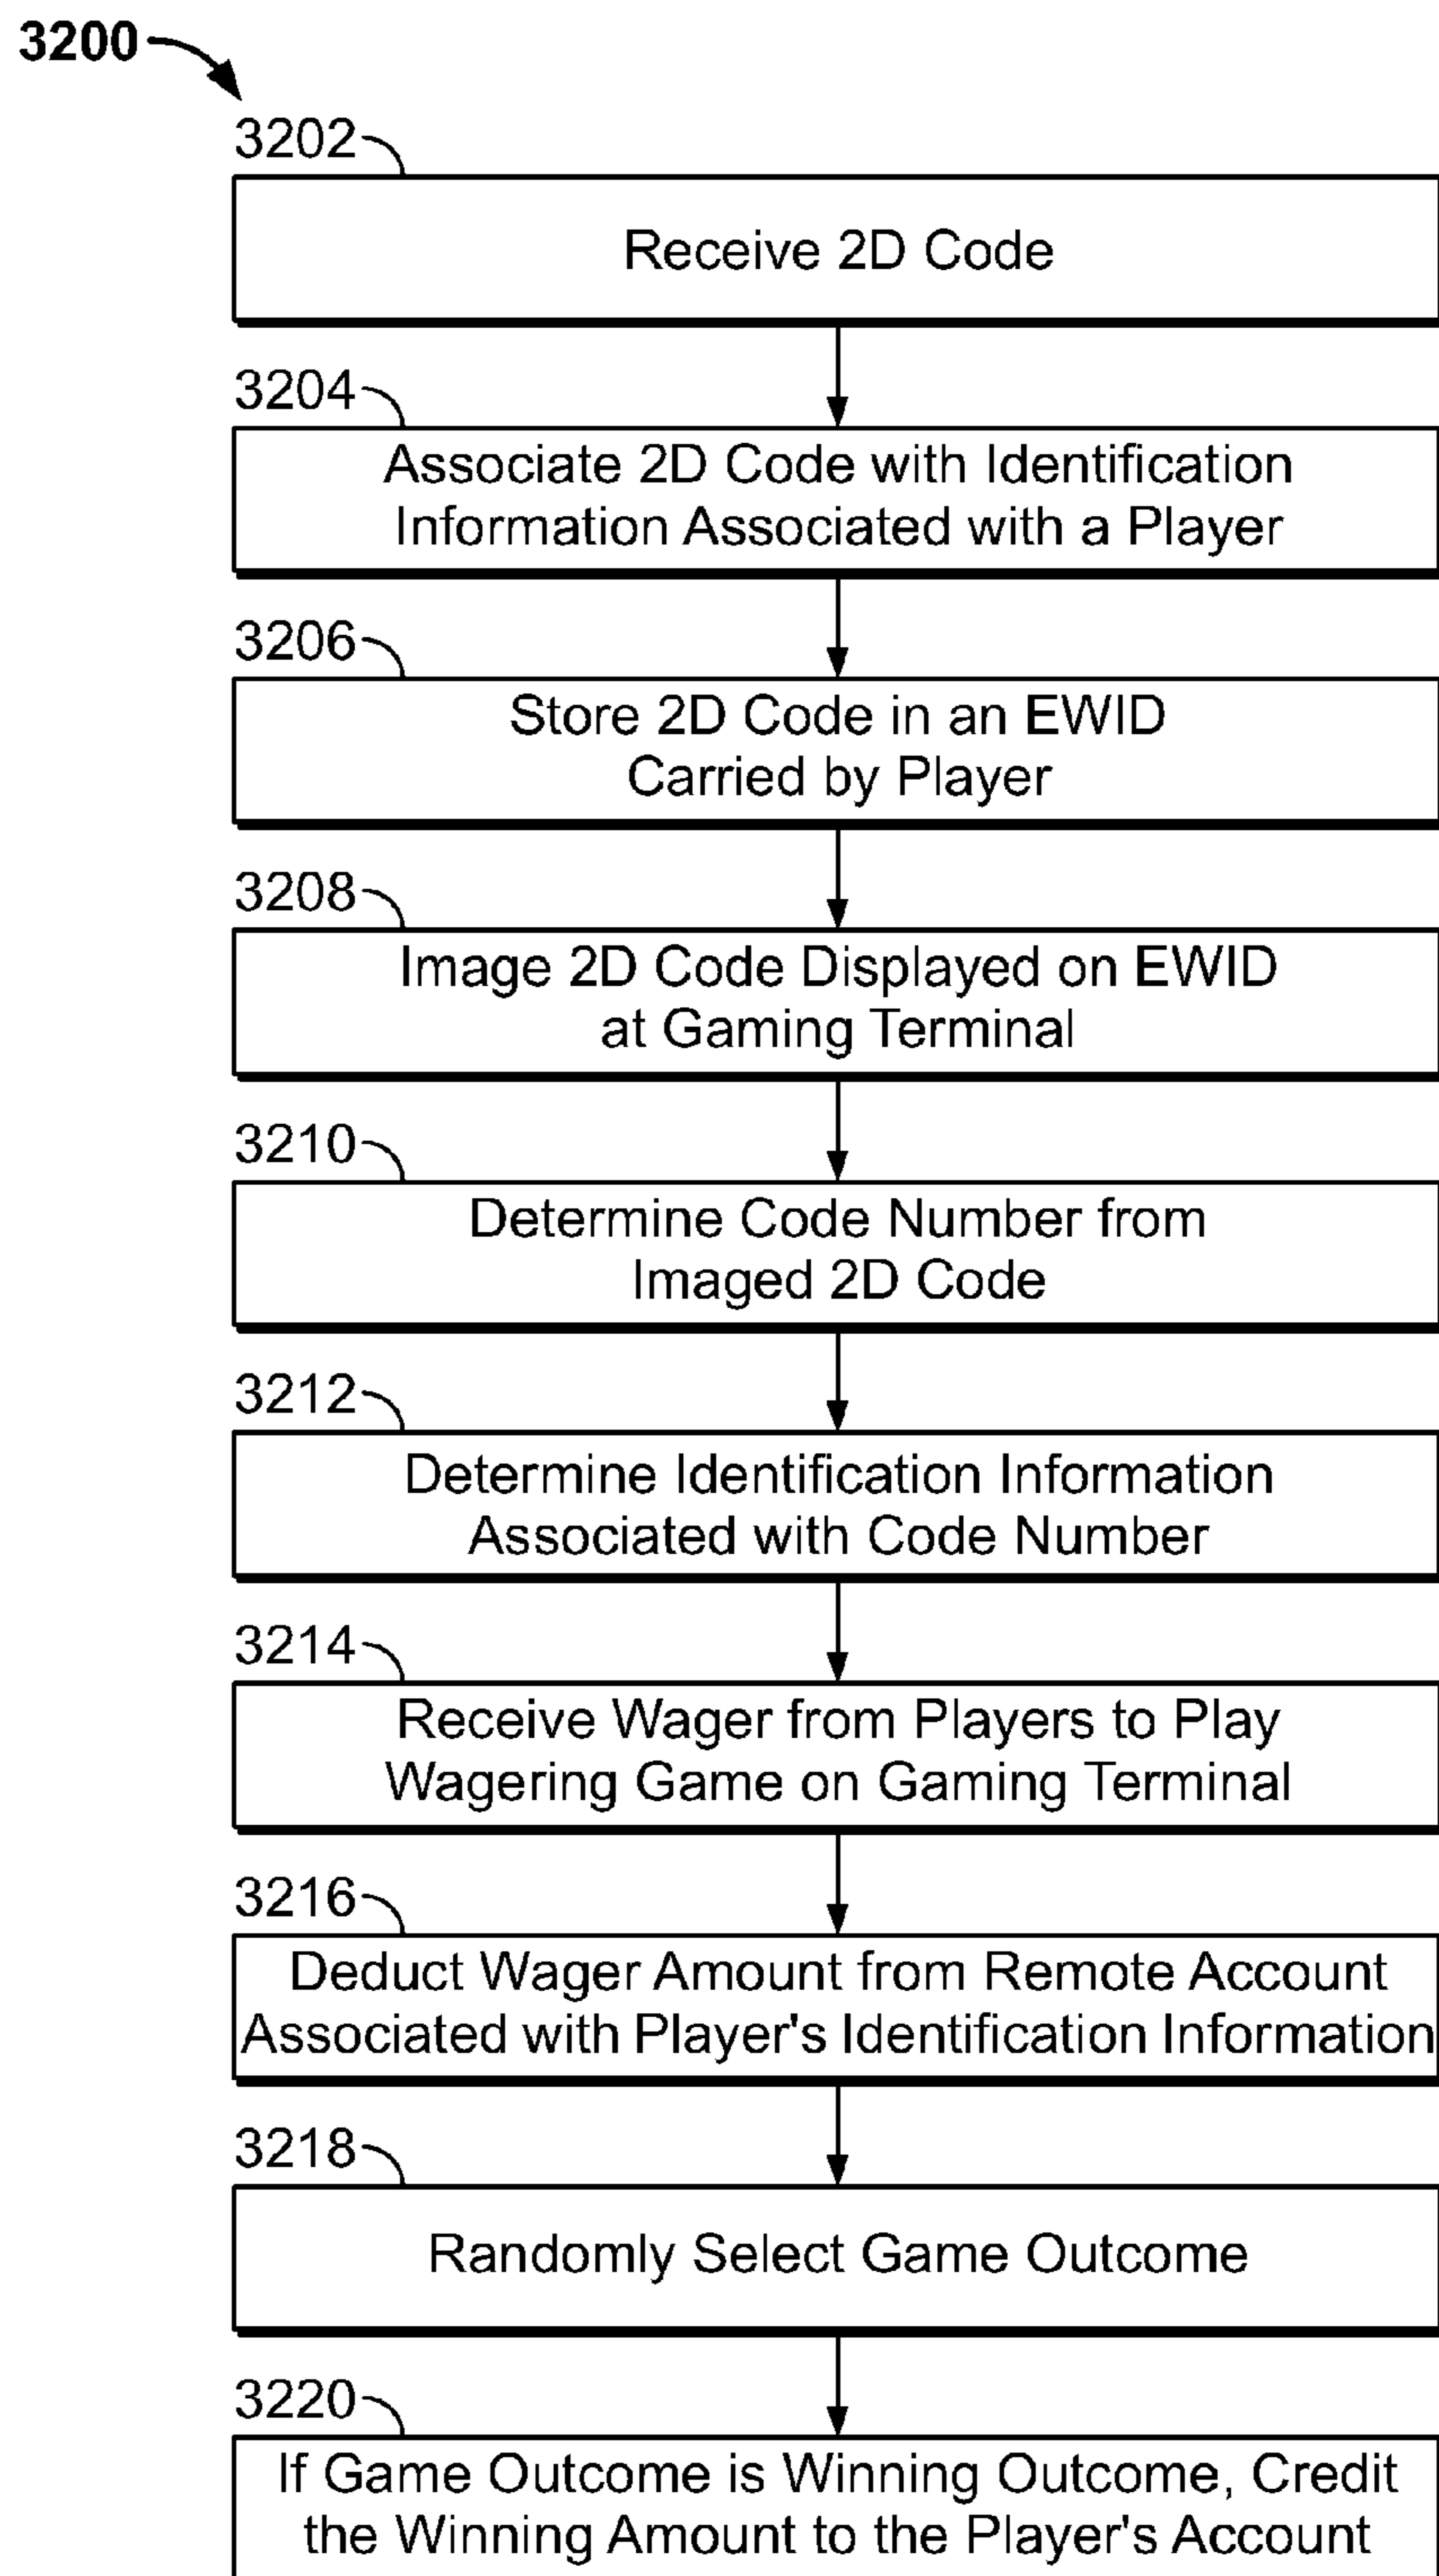 3200
3202
Receive 2D Code
3204
Associate 2D Code with Identification
Information Associated with a Player
3206
Store 2D Code in an EWID
Carried by Player
3208
Image 2D Code Displayed on EWID
at Gaming Terminal
3210
Determine Code Number from
Imaged 2D Code
3212
Determine Identification Information
Associated with Code Number
3214
Receive Wager from Players to Play
Wagering Game on Gaming Terminal
3216
Deduct Wager Amount from Remote Account
Associated with Player's Identification Information
3218
Randomly Select Game Outcome
3220
If Game Outcome is Winning Outcome, Credit
the Winning Amount to the Player's Account